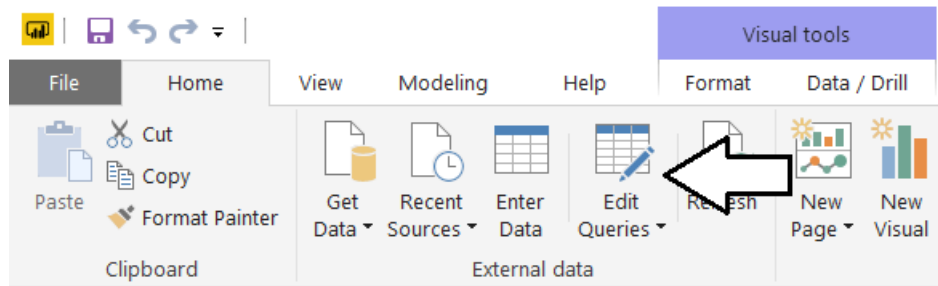 Visual tools
File Home View Modeling Help Format Data / Drill
Cut
Copy
Paste
Format Painter
Get Data
Recent Sources
Enter Data
Edit Queries
Refresh
New Page
New Visual
Clipboard
External data